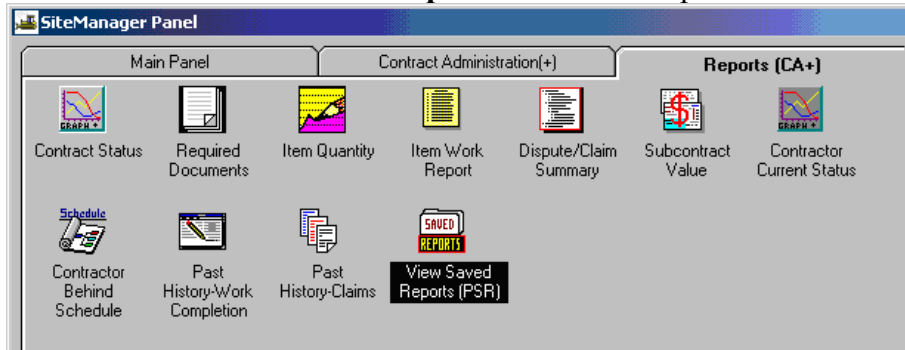 SiteManager Panel
Main Panel
Contract Administration(+)
Reports (CA+)
GRAPH +
$
GRAPH +
Contract Status
Required
Documents
Item Quantity
Item Work
Report
Dispute/Claim
Summary
Subcontract
Value
Contractor
Current Status
Schedule
SAVED
REPORTS
Contractor
Behind
Schedule
Past
History-Work
Completion
Past
History-Claims
View Saved
Reports (PSR)